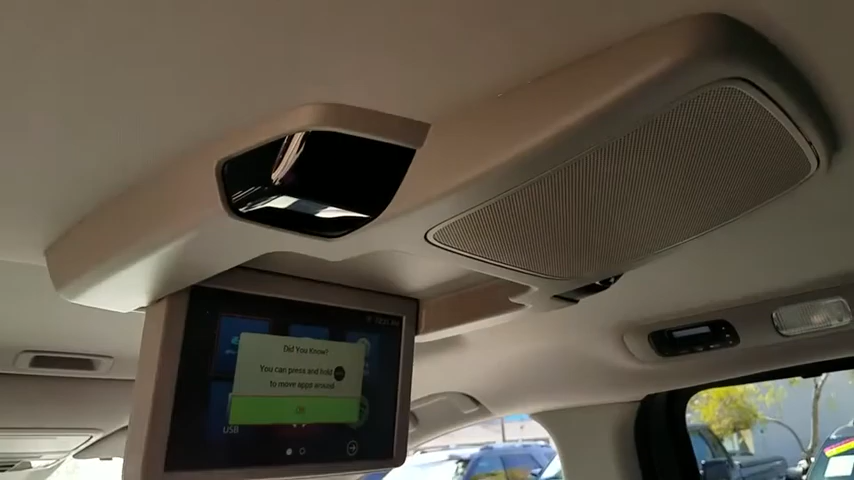 Did You Know?
You can press and hold
to move apps around.
OK
USB